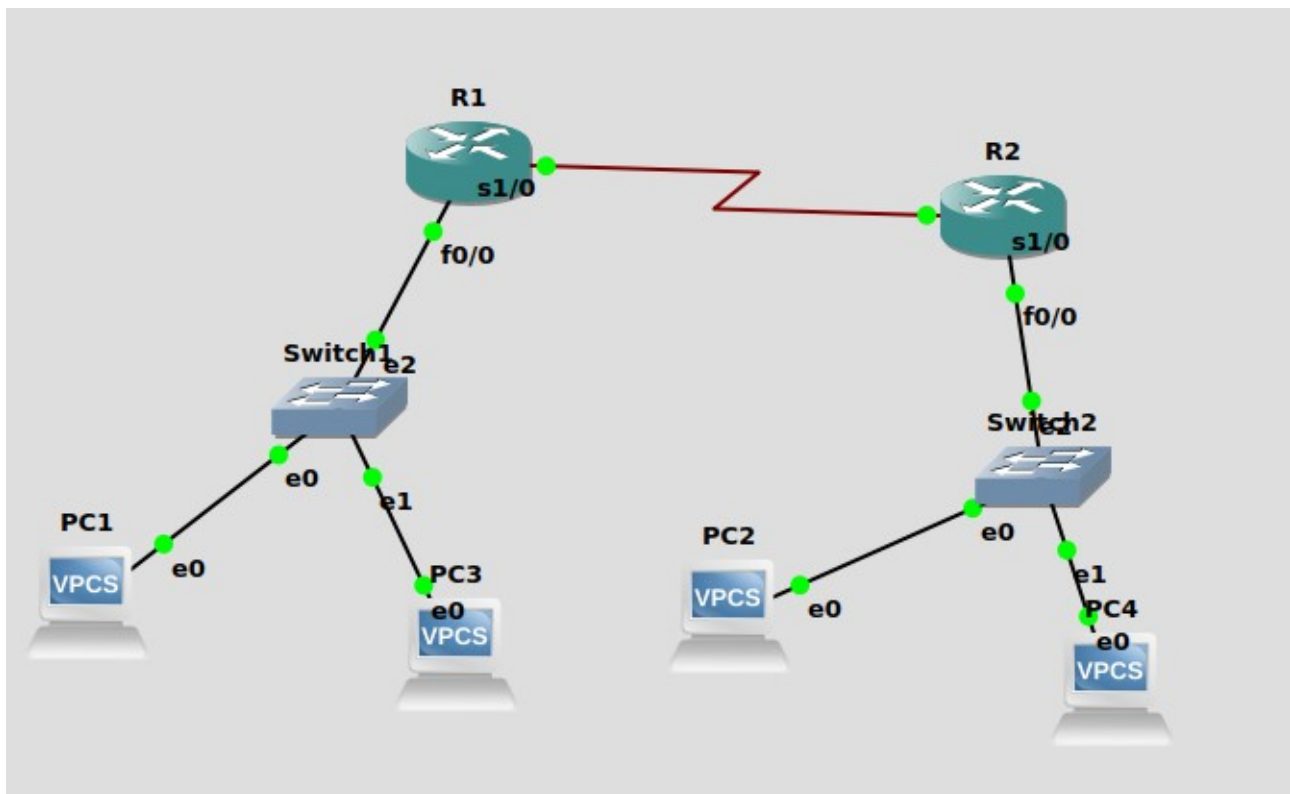 R1
s1/0
f0/0
R2
s1/0
f0/0
Switch1
e2
e0
e1
Switch2
e2
e0
e1
PC1
e0
VPCS
PC3
e0
VPCS
PC2
e0
VPCS
PC4
e0
VPCS